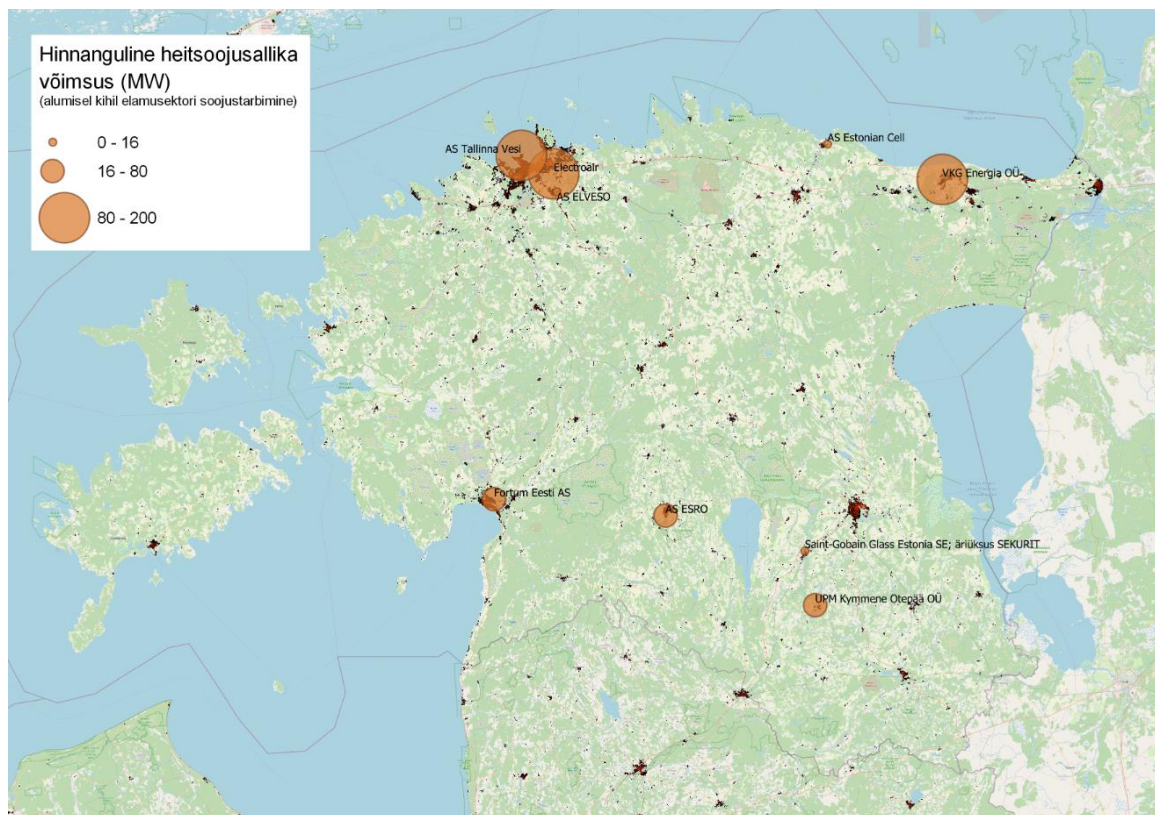 Hinnanguline heitsoojusallika
võimsus (MW)
(alumisel kihil elamusektori soojustarbimine)
0 - 16
16 - 80
80 - 200
AS Tallinna Vesi
Electroair
AS ELVESO
AS Estonian Cell
VKG Energia OÜ
Fortum Eesti AS
AS ESRO
Saint-Gobain Glass Estonia SE; äriüksus SEKURIT
UPM Kymmene Otepää OÜ